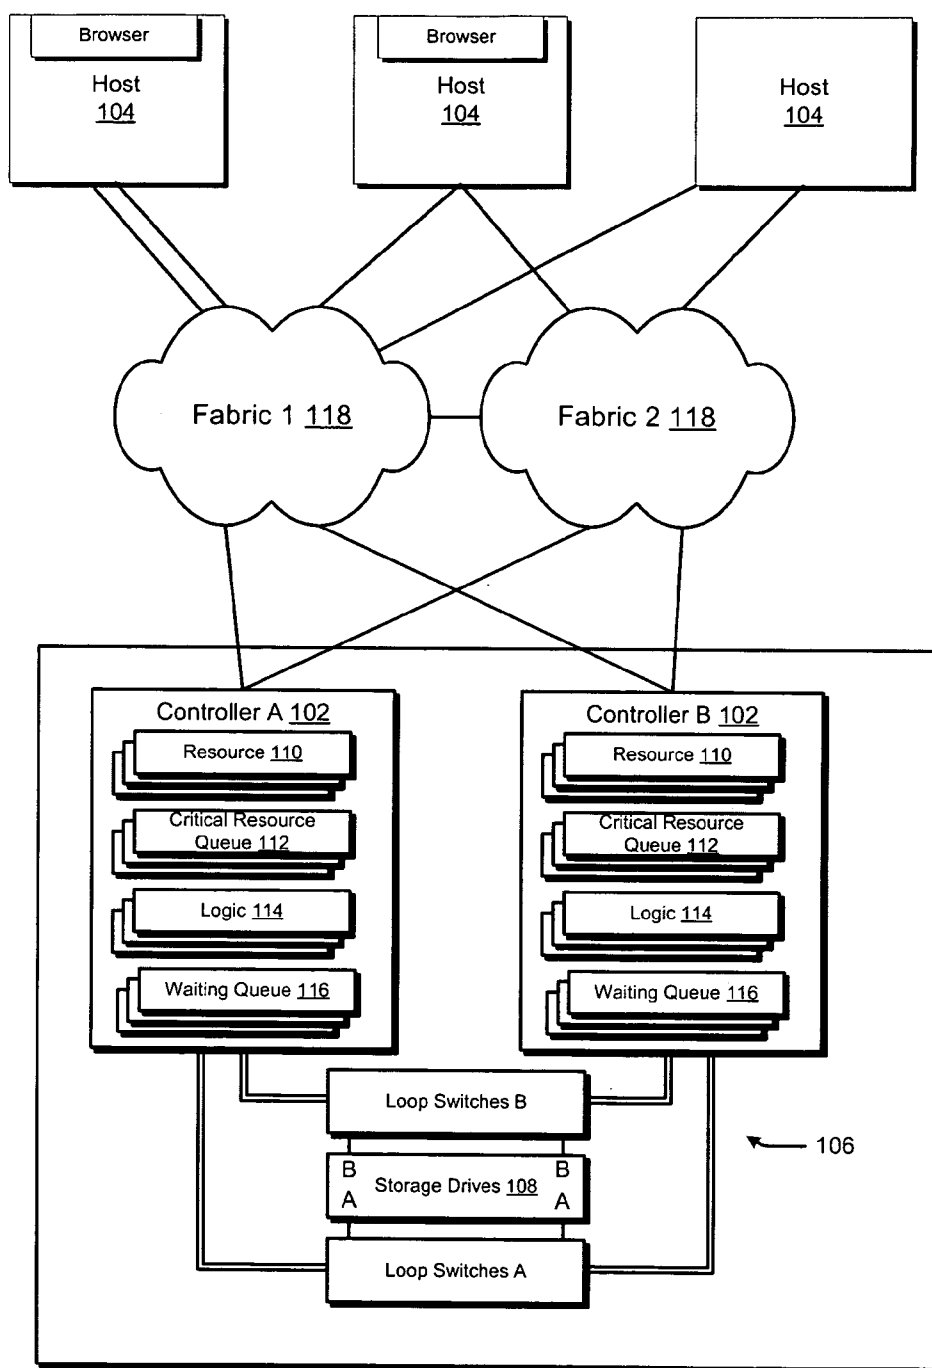 Browser
Host
104
Browser
Host
104
Host
104
Fabric 1 118
Fabric 2 118
Controller A 102
Resource 110
Critical Resource
Queue 112
Logic 114
Waiting Queue 116
Controller B 102
Resource 110
Critical Resource
Queue 112
Logic 114
Waiting Queue 116
Loop Switches B
B
B
Storage Drives 108
A
A
Loop Switches A
106